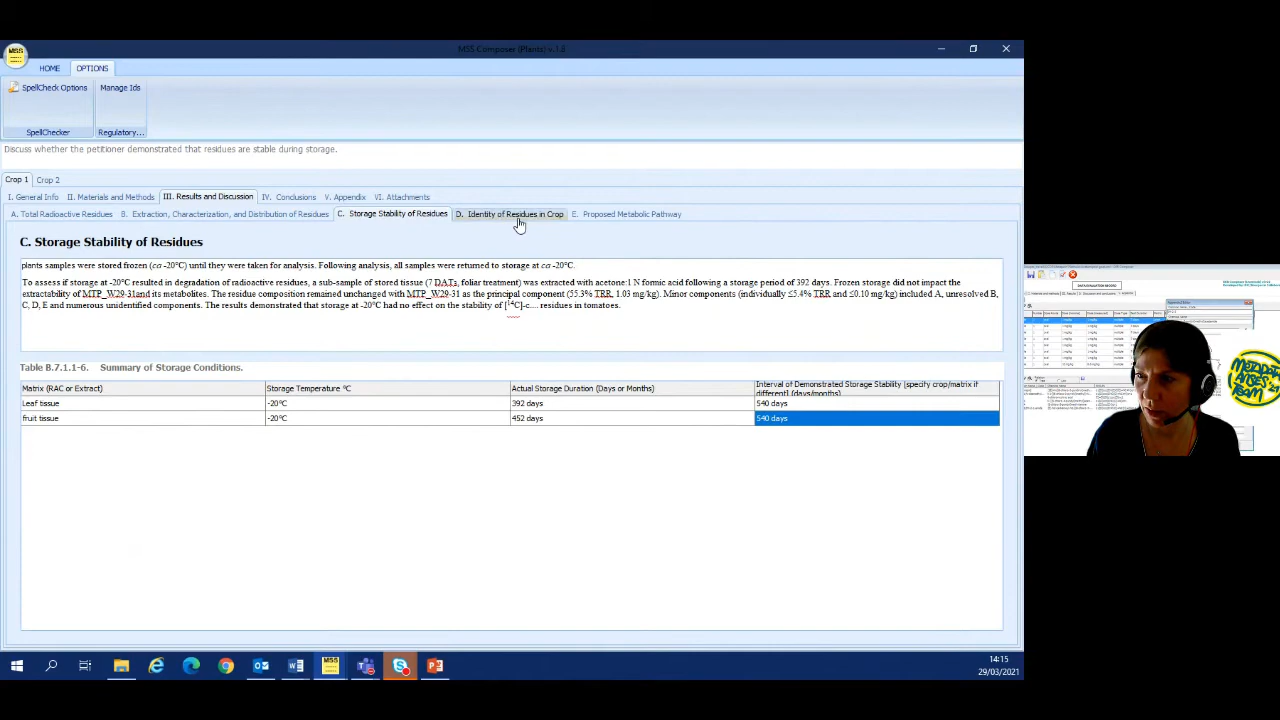 MSS-Composer (Plants) v.1.6
MSS
HOME
OPTIONS
SpellCheck Options
Manage Ids
SpellChecker
Regulatory...
Discuss whether the petitioner demonstrated that residues are stable during storage.
Crop 1
Crop 2
I. General Info
II. Materials and Methods
III. Results and Discussion
IV. Conclusions
V. Appendix
VI. Attachments
A. Total Radioactive Residues
B. Extraction, Characterization, and Distribution of Residues
C. Storage Stability of Residues
D. Identity of Residues in Crop
E. Proposed Metabolic Pathway
C. Storage Stability of Residues
plants samples were stored frozen (ca -20°C) until they were taken for analysis. Following analysis, all samples were returned to storage at ca -20°C.
To assess if storage at -20°C resulted in degradation of radioactive residues, a sample of stored tissue (7 DAT3, foliar treatment) was extracted with acetone:1 N formic acid following a storage period of 392 days. Frozen storage did not impact the
extractability of MTP_W29-31and its metabolites. The residue composition remained unchanged with MTP_W29-31 as the principal component (55.3% TRR, 1.03 mg/kg). Minor components (individually ≤5.4% TRR and ≤0.10 mg/kg) included A, unresolved B,
C, D, E and numerous unidentified components. The results demonstrated that storage at -20°C had no effect on the stability of [14C]-c.... residues in tomatoes.
Table B.7.1.1-6. Summary of Storage Conditions.
Matrix (RAC or Extract)
Storage Temperature °C
Actual Storage Duration (Days or Months)
Interval of Demonstrated Storage Stability [specify crop/matrix if different] (days/months)
Leaf tissue
-20°C
392 days
540 days
fruit tissue
-20°C
452 days
540 days
14:15
29/03/2021
DATA EVALUATION RECORD
METAPATH
TEAM